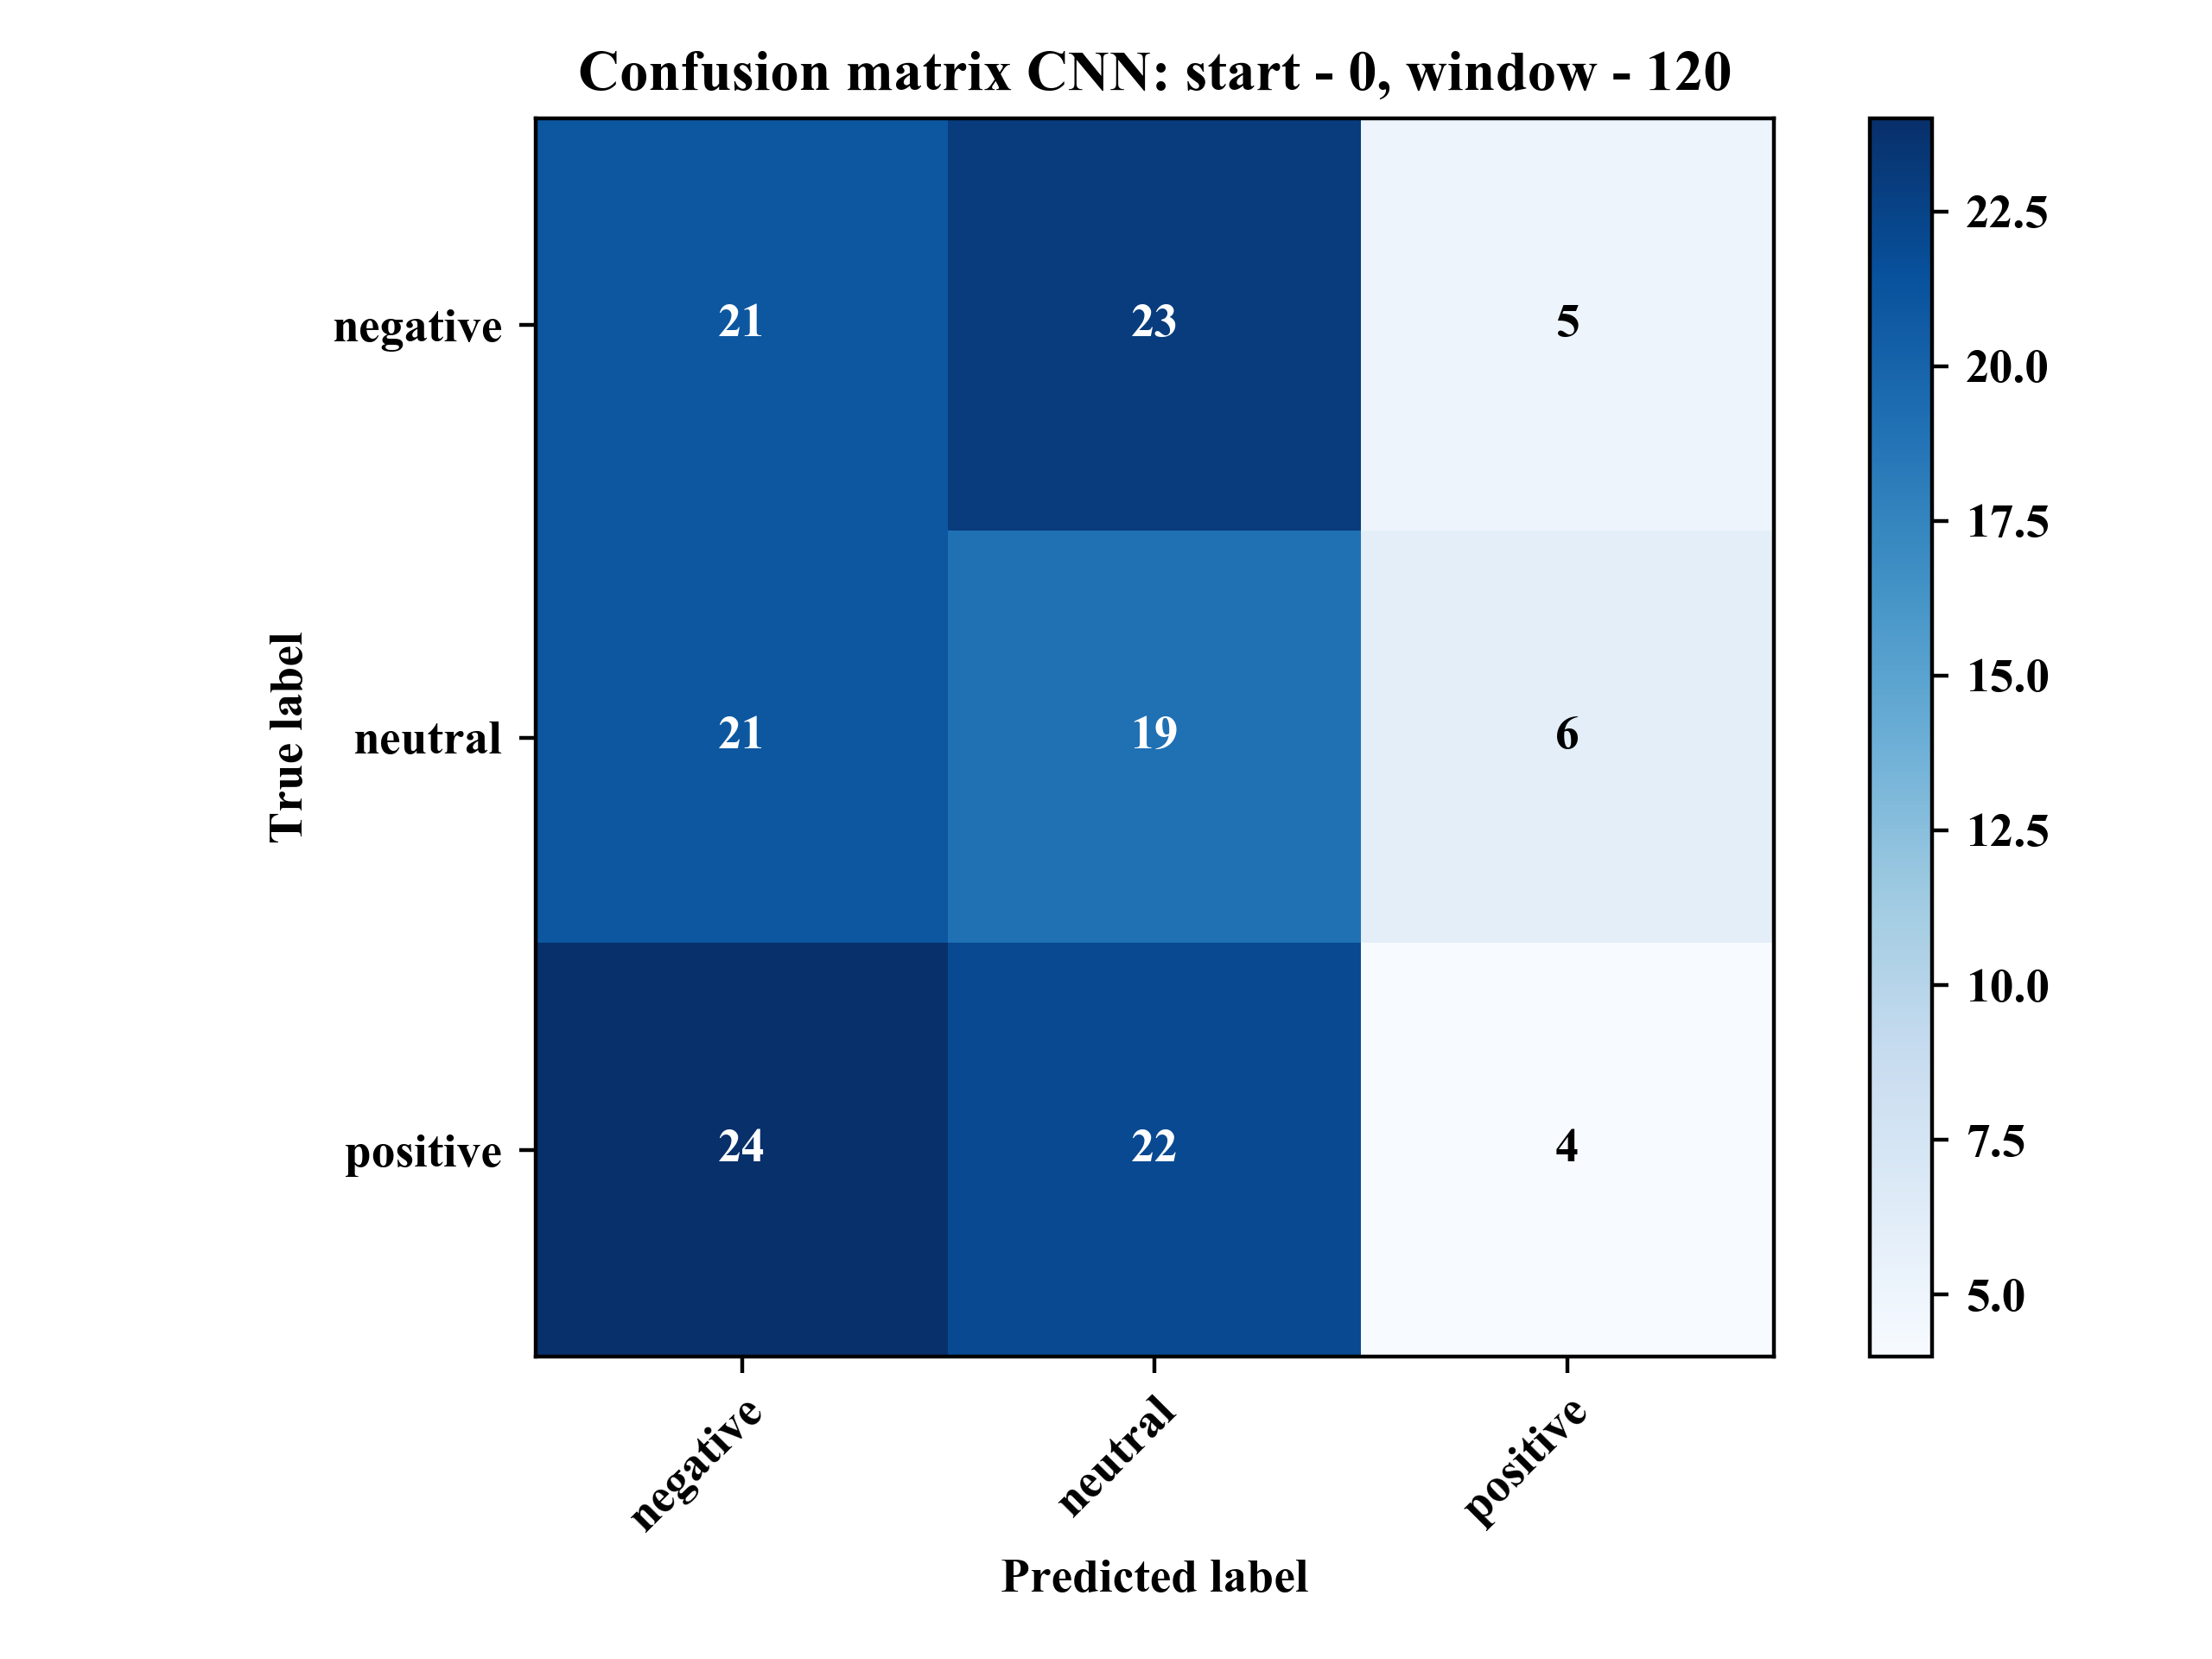 Confusion matrix CNN: start - 0, window - 120
negative 21 23 5
neutral 21 19 6
positive 24 22 4
negative neutral positive
True label
Predicted label
22.5
20.0
17.5
15.0
12.5
10.0
7.5
5.0